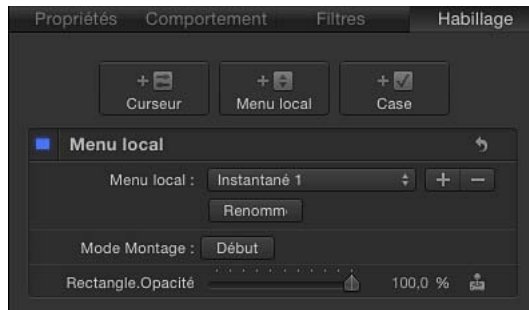 Propriétés Comportement Filtres Habillage
+ Curseur + Menu local + Case
Menu local
Menu local : Instantané 1 + −
Renomm
Mode Montage : Début
Rectangle.Opacité 100,0 %